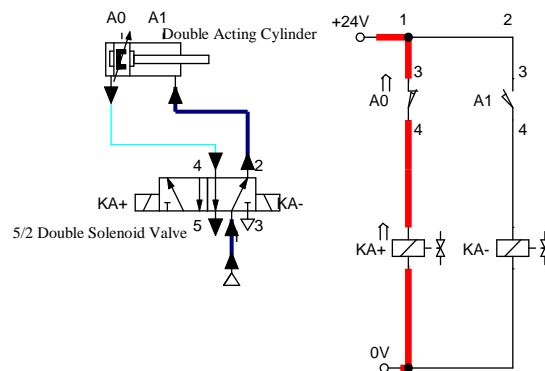 A0 A1
Double Acting Cylinder
4 2
KA+ KA-
5 1 3
5/2 Double Solenoid Valve
+24V 1 2
3 3
A0 A1
4 4
KA+ KA-
0V